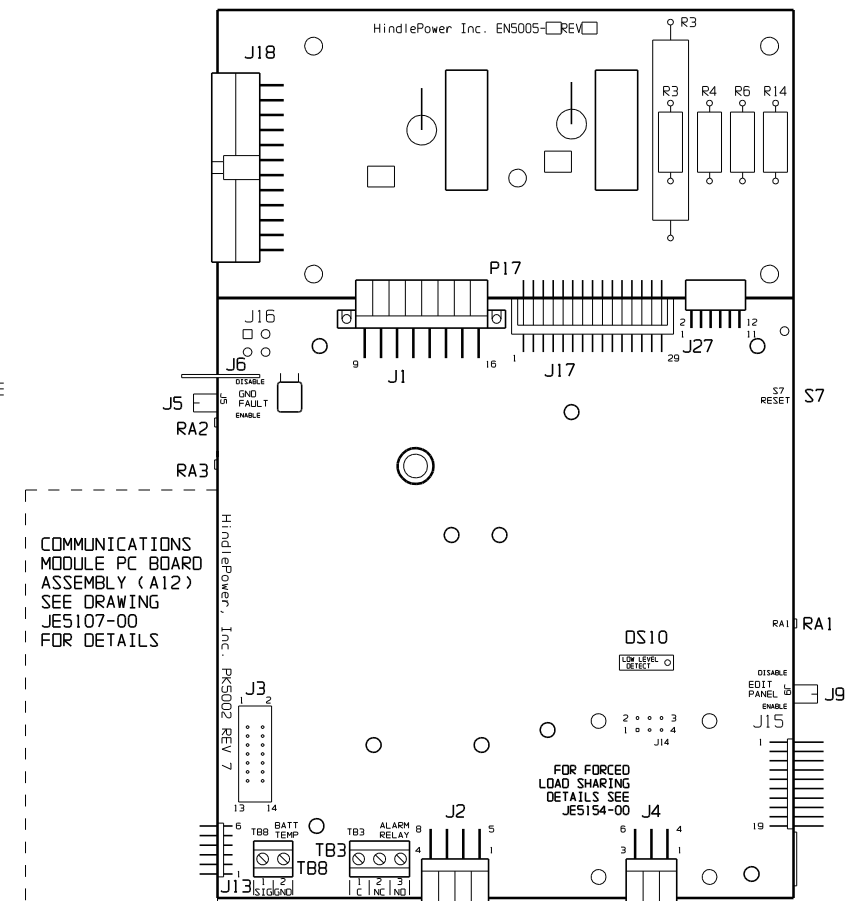 HindlePower Inc. EN5005- REV
R3
J18
R3 R4 R6 R14
P17
J16
9 16
J1
1 29
J17
2 12
1 11
J27
J6
DISABLE
GND
FAULT
ENABLE
J5
J5
RA2
RA3
S7
RESET
S7
COMMUNICATIONS
MODULE PC BOARD
ASSEMBLY (A12)
SEE DRAWING
JE5107-00
FOR DETAILS
HindlePower, Inc. PK5002 REV 7
RA1 RA1
DS10
LOW LEVEL
DETECT
DISABLE
EDIT
PANEL
ENABLE
J9
J9
J3
1 2
13 14
2 3
1 4
J14
J15
1
19
FOR FORCED
LOAD SHARING
DETAILS SEE
JE5154-00
6
1
J13
TB8 BATT
TEMP
TB8
1 2
SIG GND
TB3 ALARM
RELAY
TB3
1 2 3
C NC NO
J2
8 5
4 1
J4
6 4
3 1